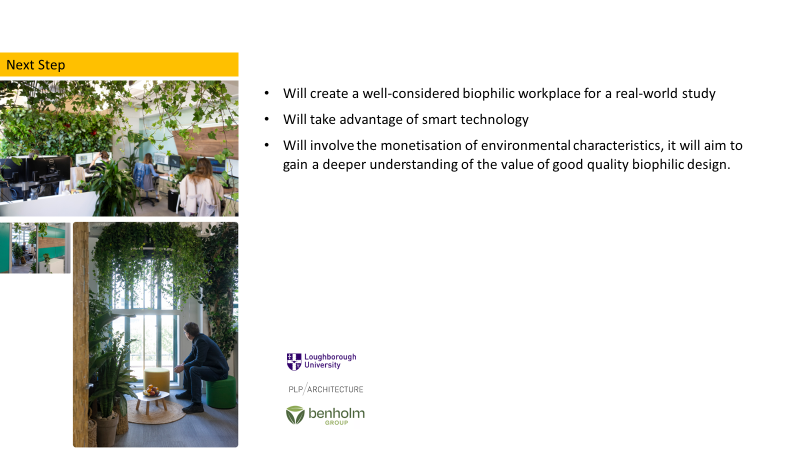 Next Step
• Will create a well-considered biophilic workplace for a real-world study
• Will take advantage of smart technology
• Will involve the monetisation of environmental characteristics, it will aim to
gain a deeper understanding of the value of good quality biophilic design.
Loughborough
University
PLP/ARCHITECTURE
benholm
GROUP